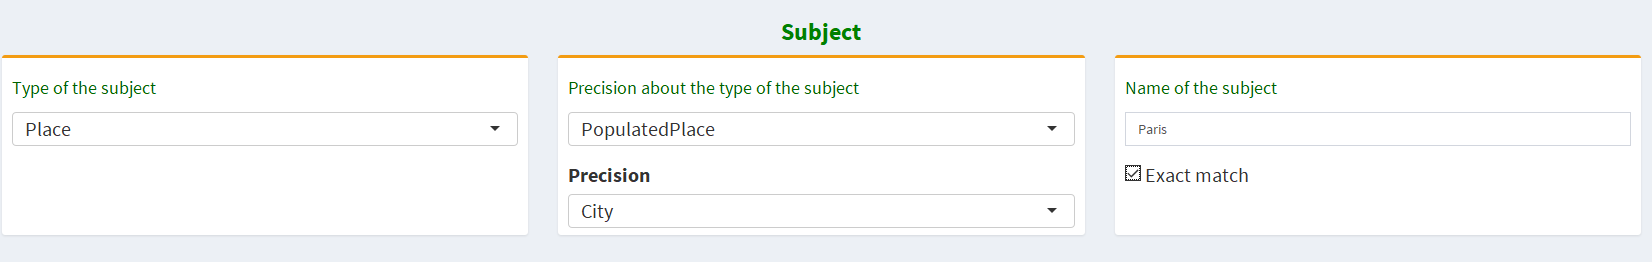 Subject
Type of the subject
Place
Precision about the type of the subject
PopulatedPlace
Precision
City
Name of the subject
Paris
Exact match